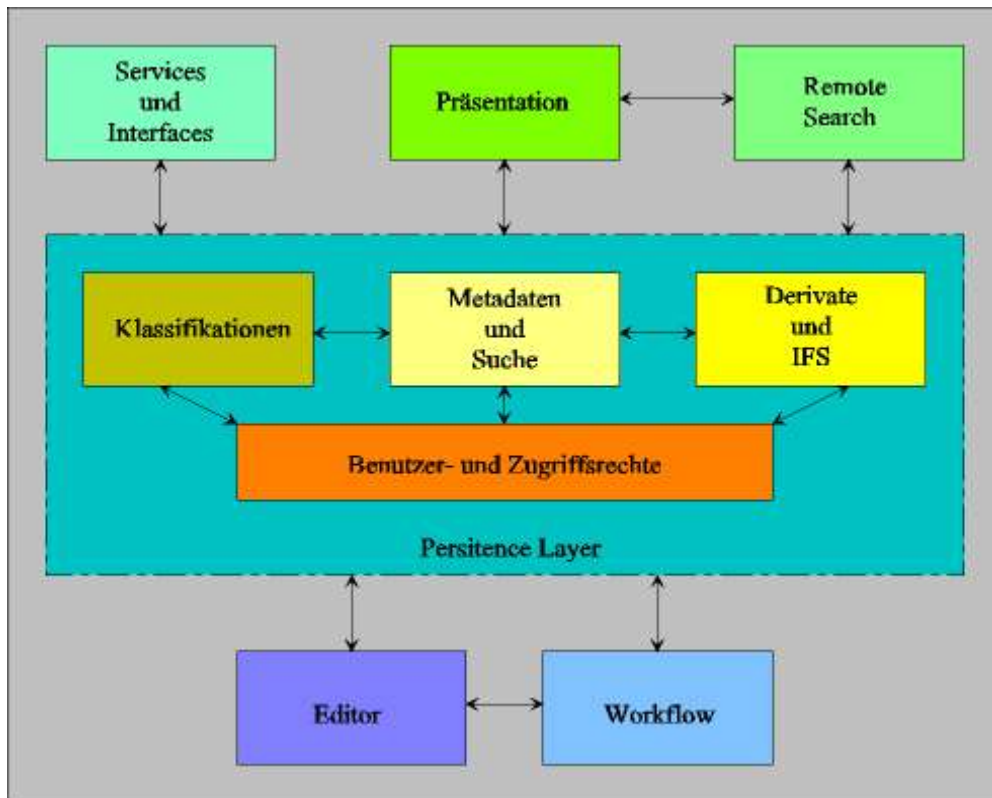 Services
und
Interfaces
Präsentation
Remote
Search
Klassifikationen
Metadaten
und
Suche
Derivate
und
IFS
Benutzer- und Zugriffsrechte
Persitence Layer
Editor
Workflow